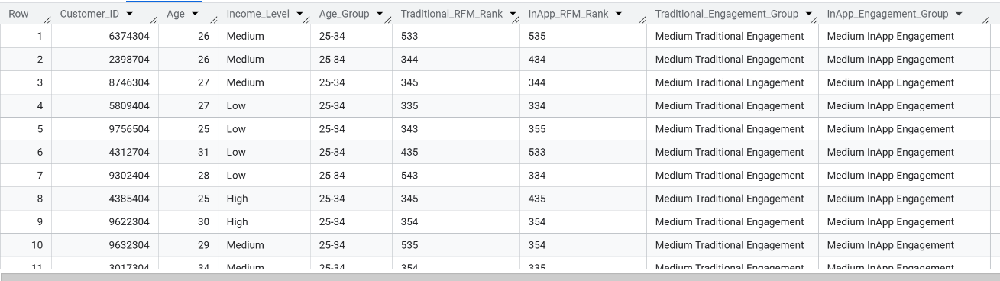 Row Customer_ID Age Income_Level Age_Group Traditional_RFM_Rank InApp_RFM_Rank Traditional_Engagement_Group InApp_Engagement_Group
1 6374304 26 Medium 25-34 533 535 Medium Traditional Engagement Medium InApp Engagement
2 2398704 26 Medium 25-34 344 434 Medium Traditional Engagement Medium InApp Engagement
3 8746304 27 Medium 25-34 345 344 Medium Traditional Engagement Medium InApp Engagement
4 5809404 27 Low 25-34 335 334 Medium Traditional Engagement Medium InApp Engagement
5 9756504 25 Low 25-34 343 355 Medium Traditional Engagement Medium InApp Engagement
6 4312704 31 Low 25-34 435 533 Medium Traditional Engagement Medium InApp Engagement
7 9302404 28 Low 25-34 543 334 Medium Traditional Engagement Medium InApp Engagement
8 4385404 25 High 25-34 345 435 Medium Traditional Engagement Medium InApp Engagement
9 9622304 30 High 25-34 354 354 Medium Traditional Engagement Medium InApp Engagement
10 9632304 29 Medium 25-34 535 354 Medium Traditional Engagement Medium InApp Engagement
11 3017304 34 Medium 25-34 354 335 Medium Traditional Engagement Medium InApp Engagement